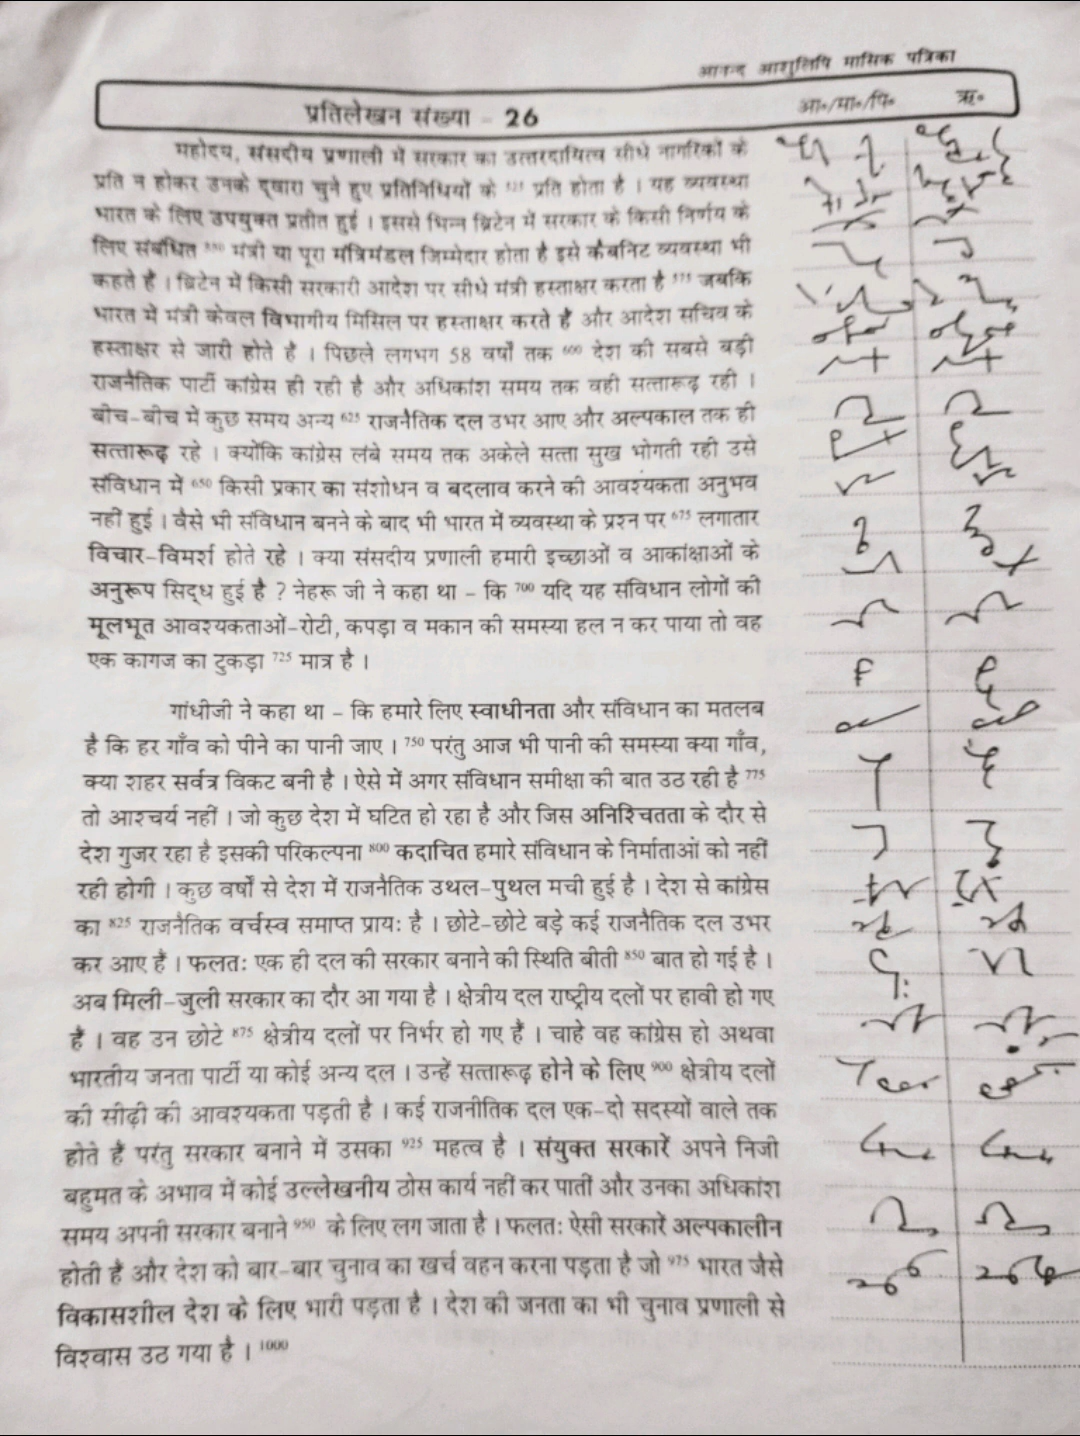 आनन्द आशुलिपि मासिक पत्रिका
प्रतिलेखन संख्या - 26
आ०/मा०/पि० ऋ०
महोदय, संसदीय प्रणाली में सरकार का उत्तरदायित्व सीधे नागरिकों के
प्रति न होकर उनके द्वारा चुने हुए प्रतिनिधियों के 525 प्रति होता है । यह व्यवस्था
भारत के लिए उपयुक्त प्रतीत हुई । इससे भिन्न ब्रिटेन में सरकार के किसी निर्णय के
लिए संबंधित 550 मंत्री या पूरा मंत्रिमंडल जिम्मेदार होता है इसे कैबनिट व्यवस्था भी
कहते हैं । ब्रिटेन में किसी सरकारी आदेश पर सीधे मंत्री हस्ताक्षर करता है 575 जबकि
भारत में मंत्री केवल विभागीय मिसिल पर हस्ताक्षर करते हैं और आदेश सचिव के
हस्ताक्षर से जारी होते हैं । पिछले लगभग 58 वर्षों तक 600 देश की सबसे बड़ी
राजनैतिक पार्टी कांग्रेस ही रही है और अधिकांश समय तक वही सत्तारूढ़ रही ।
बीच-बीच में कुछ समय अन्य 625 राजनैतिक दल उभर आए और अल्पकाल तक ही
सत्तारूढ़ रहे । क्योंकि कांग्रेस लंबे समय तक अकेले सत्ता सुख भोगती रही उसे
संविधान में 650 किसी प्रकार का संशोधन व बदलाव करने की आवश्यकता अनुभव
नहीं हुई । वैसे भी संविधान बनने के बाद भी भारत में व्यवस्था के प्रश्न पर 675 लगातार
विचार-विमर्श होते रहे । क्या संसदीय प्रणाली हमारी इच्छाओं व आकांक्षाओं के
अनुरूप सिद्ध हुई है ? नेहरू जी ने कहा था - कि 700 यदि यह संविधान लोगों की
मूलभूत आवश्यकताओं-रोटी, कपड़ा व मकान की समस्या हल न कर पाया तो वह
एक कागज का टुकड़ा 725 मात्र है ।
गांधीजी ने कहा था - कि हमारे लिए स्वाधीनता और संविधान का मतलब
है कि हर गाँव को पीने का पानी जाए । 750 परंतु आज भी पानी की समस्या क्या गाँव,
क्या शहर सर्वत्र विकट बनी है । ऐसे में अगर संविधान समीक्षा की बात उठ रही है 775
तो आश्चर्य नहीं । जो कुछ देश में घटित हो रहा है और जिस अनिश्चितता के दौर से
देश गुजर रहा है इसकी परिकल्पना 800 कदाचित हमारे संविधान के निर्माताओं को नहीं
रही होगी । कुछ वर्षों से देश में राजनैतिक उथल-पुथल मची हुई है । देश से कांग्रेस
का 825 राजनैतिक वर्चस्व समाप्त प्रायः है । छोटे-छोटे बड़े कई राजनैतिक दल उभर
कर आए हैं । फलतः एक ही दल की सरकार बनाने की स्थिति बीती 850 बात हो गई है ।
अब मिली-जुली सरकार का दौर आ गया है । क्षेत्रीय दल राष्ट्रीय दलों पर हावी हो गए
हैं । वह उन छोटे 875 क्षेत्रीय दलों पर निर्भर हो गए हैं । चाहे वह कांग्रेस हो अथवा
भारतीय जनता पार्टी या कोई अन्य दल । उन्हें सत्तारूढ़ होने के लिए 900 क्षेत्रीय दलों
की सीढ़ी की आवश्यकता पड़ती है । कई राजनीतिक दल एक-दो सदस्यों वाले तक
होते हैं परंतु सरकार बनाने में उसका 925 महत्व है । संयुक्त सरकारें अपने निजी
बहुमत के अभाव में कोई उल्लेखनीय ठोस कार्य नहीं कर पातीं और उनका अधिकांश
समय अपनी सरकार बनाने 950 के लिए लग जाता है । फलतः ऐसी सरकारें अल्पकालीन
होती हैं और देश को बार-बार चुनाव का खर्च वहन करना पड़ता है जो 975 भारत जैसे
विकासशील देश के लिए भारी पड़ता है । देश की जनता का भी चुनाव प्रणाली से
विश्वास उठ गया है । 1000